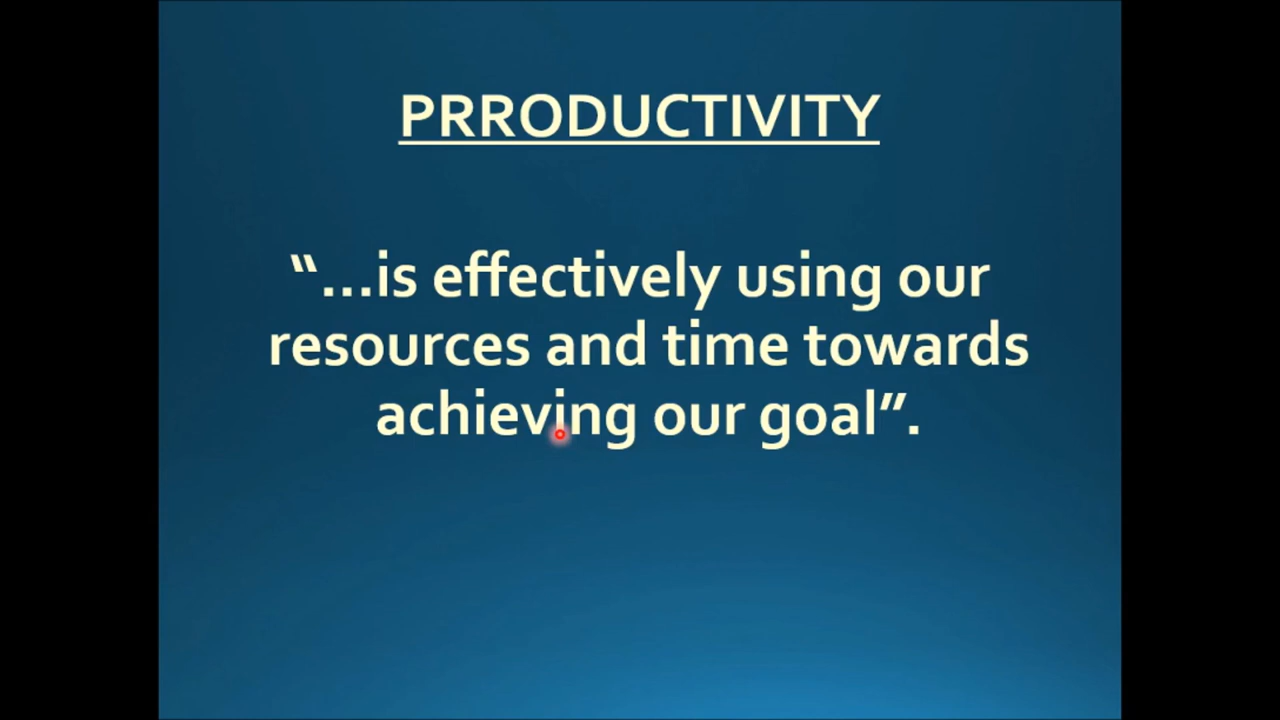 PRRODUCTIVITY
“...is effectively using our
resources and time towards
achieving our goal”.